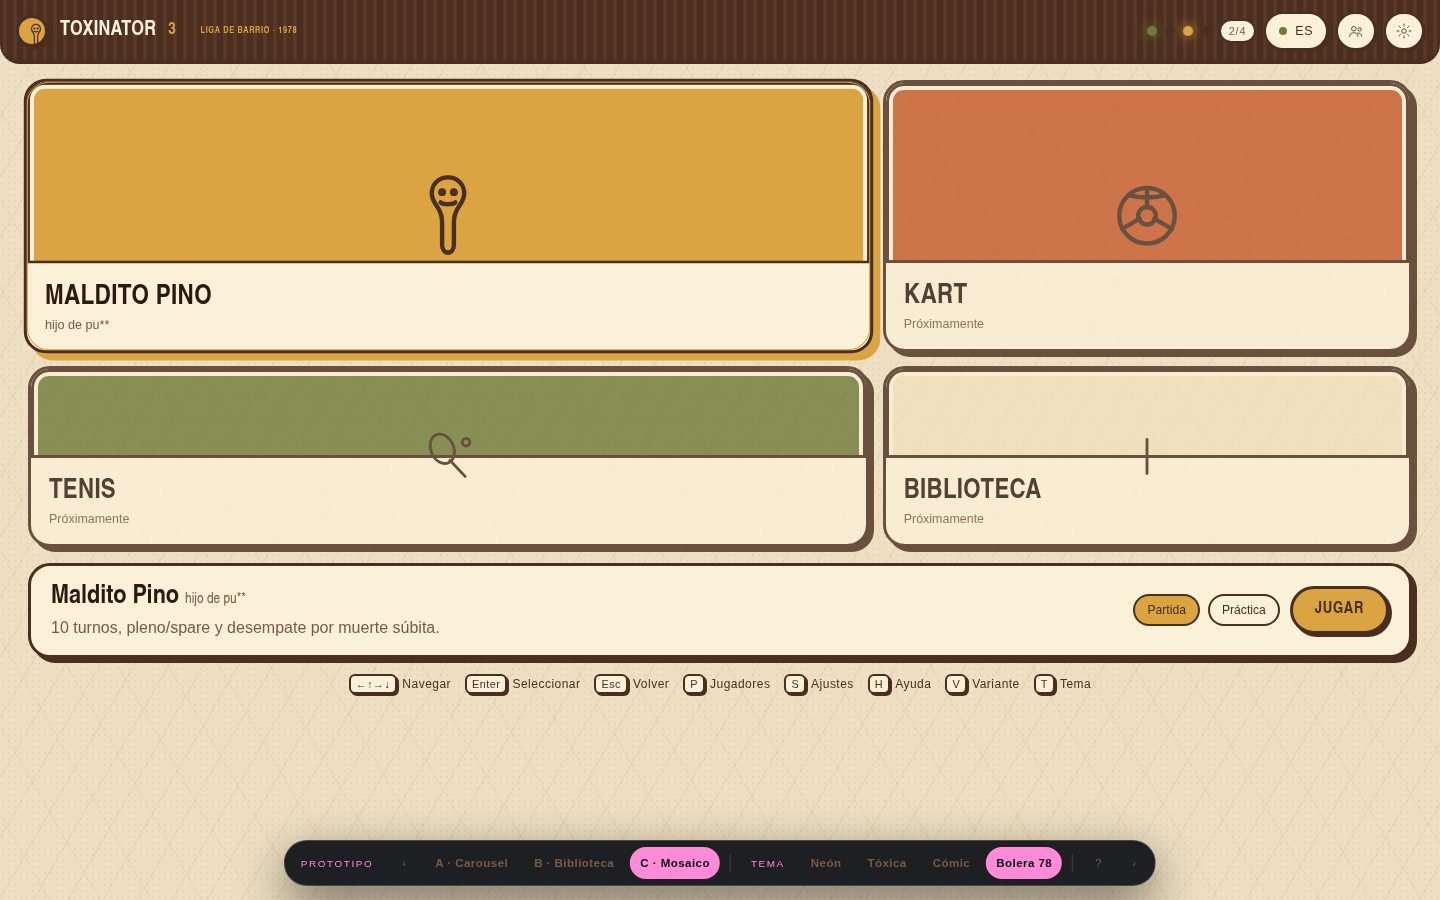 TOXINATOR 3 LIGA DE BARRIO · 1978
2/4 ES
MALDITO PINO
hijo de pu**
KART
Próximamente
TENIS
Próximamente
BIBLIOTECA
Próximamente
Maldito Pino hijo de pu**
10 turnos, pleno/spare y desempate por muerte súbita.
Partida Práctica JUGAR
←↑→↓ Navegar Enter Seleccionar Esc Volver P Jugadores S Ajustes H Ayuda V Variante T Tema
PROTOTIPO ‹ A · Carousel B · Biblioteca C · Mosaico TEMA Neón Tóxica Cómic Bolera 78 ? ›